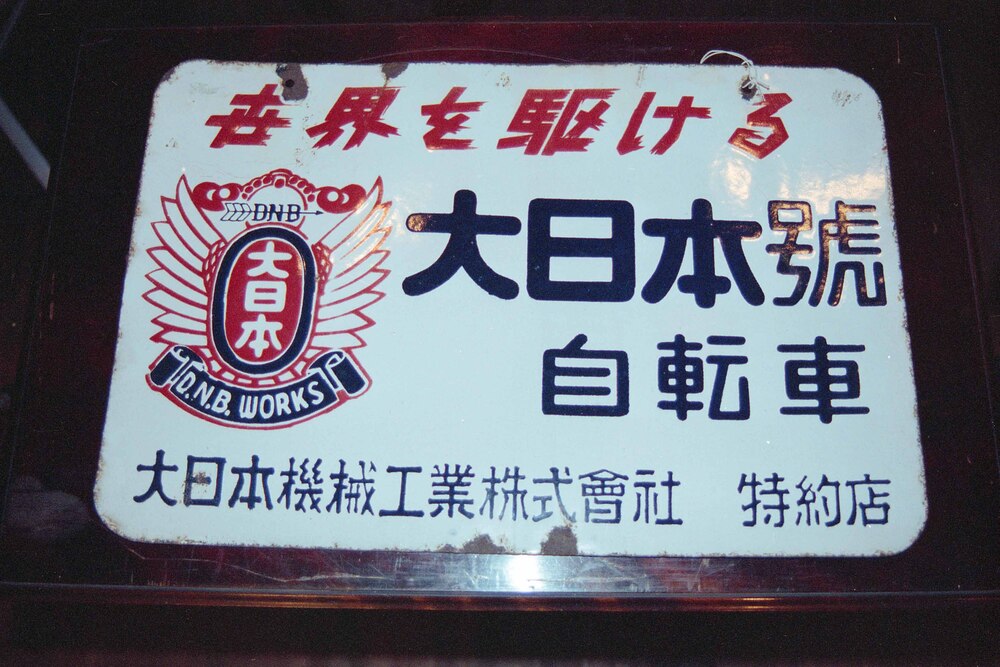 世界を駆ける
DNB
大日本
D.N.B. WORKS
大日本號
自転車
大日本機械工業株式會社 特約店